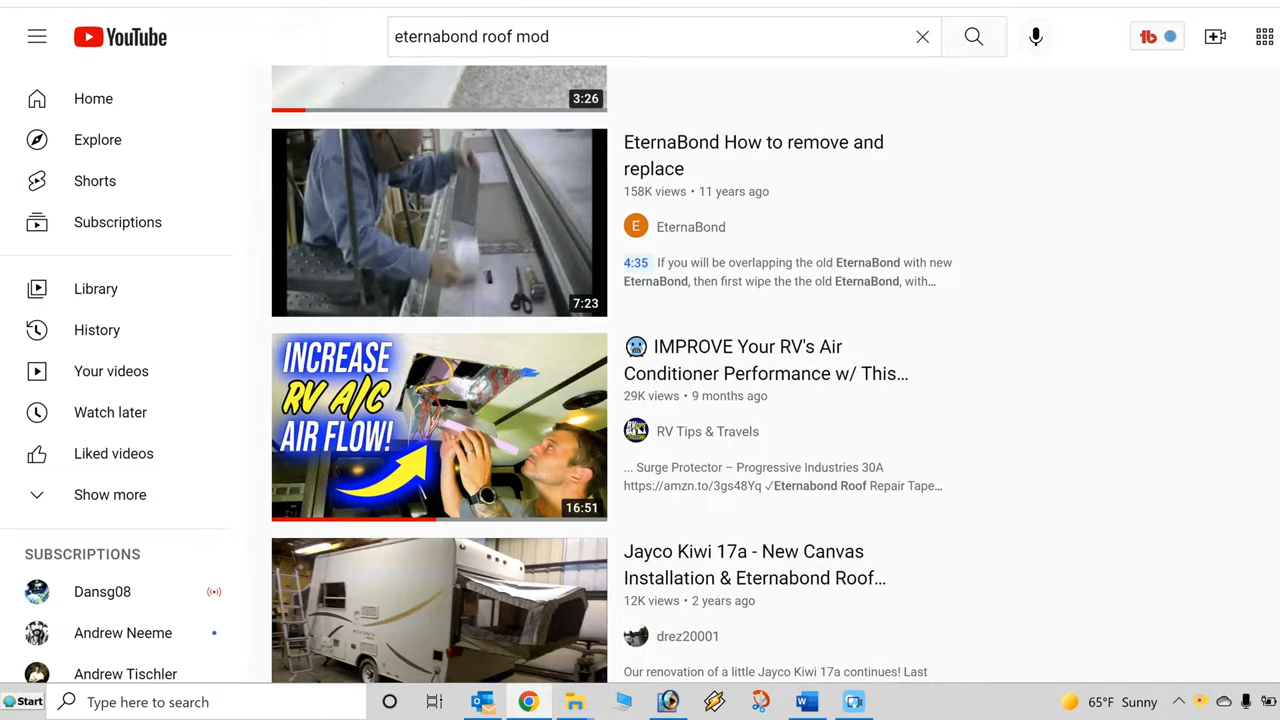 YouTube
eternabond roof mod
Home
Explore
Shorts
Subscriptions
Library
History
Your videos
Watch later
Liked videos
Show more
SUBSCRIPTIONS
Dansg08
Andrew Neeme
Andrew Tischler
3:26
7:23
EternaBond How to remove and
replace
158K views • 11 years ago
E EternaBond
4:35 If you will be overlapping the old EternaBond with new
EternaBond, then first wipe the the old EternaBond, with…
INCREASE
RV A/C
AIR FLOW!
16:51
🥶 IMPROVE Your RV's Air
Conditioner Performance w/ This…
29K views • 9 months ago
RV Tips & Travels
... Surge Protector – Progressive Industries 30A
https://amzn.to/3gs48Yq ✓Eternabond Roof Repair Tape…
Jayco Kiwi 17a - New Canvas
Installation & Eternabond Roof…
12K views • 2 years ago
drez20001
Our renovation of a little Jayco Kiwi 17a continues! Last
Start
Type here to search
65°F Sunny